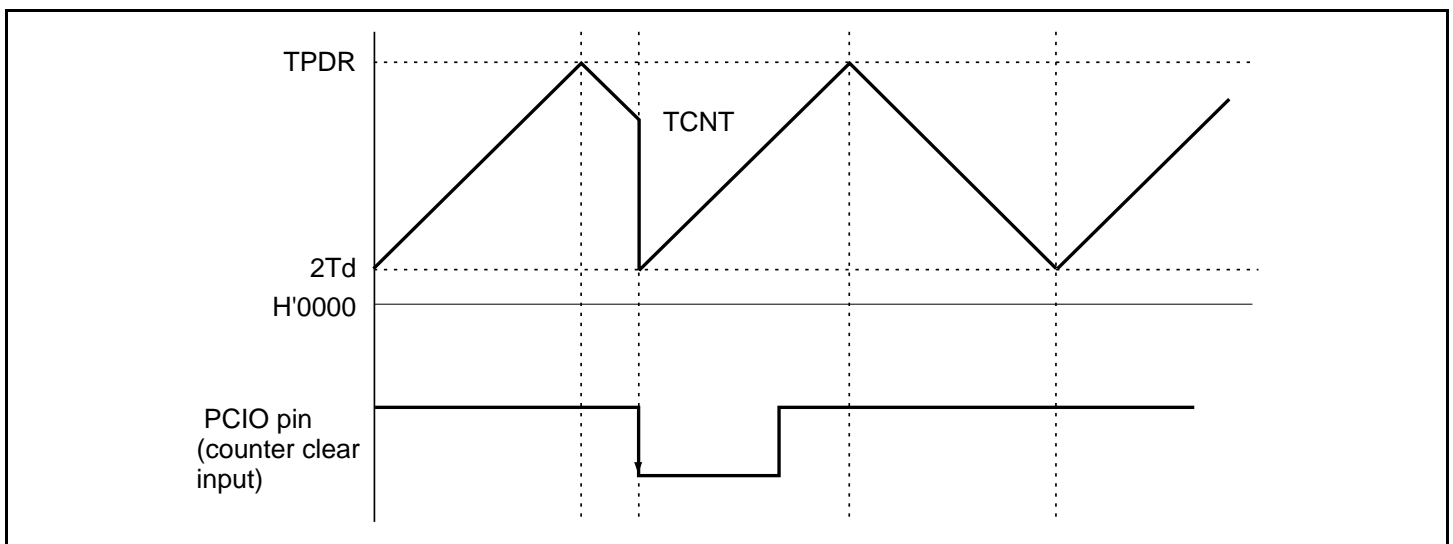 TPDR
TCNT
2Td
H'0000
PCIO pin
(counter clear
input)